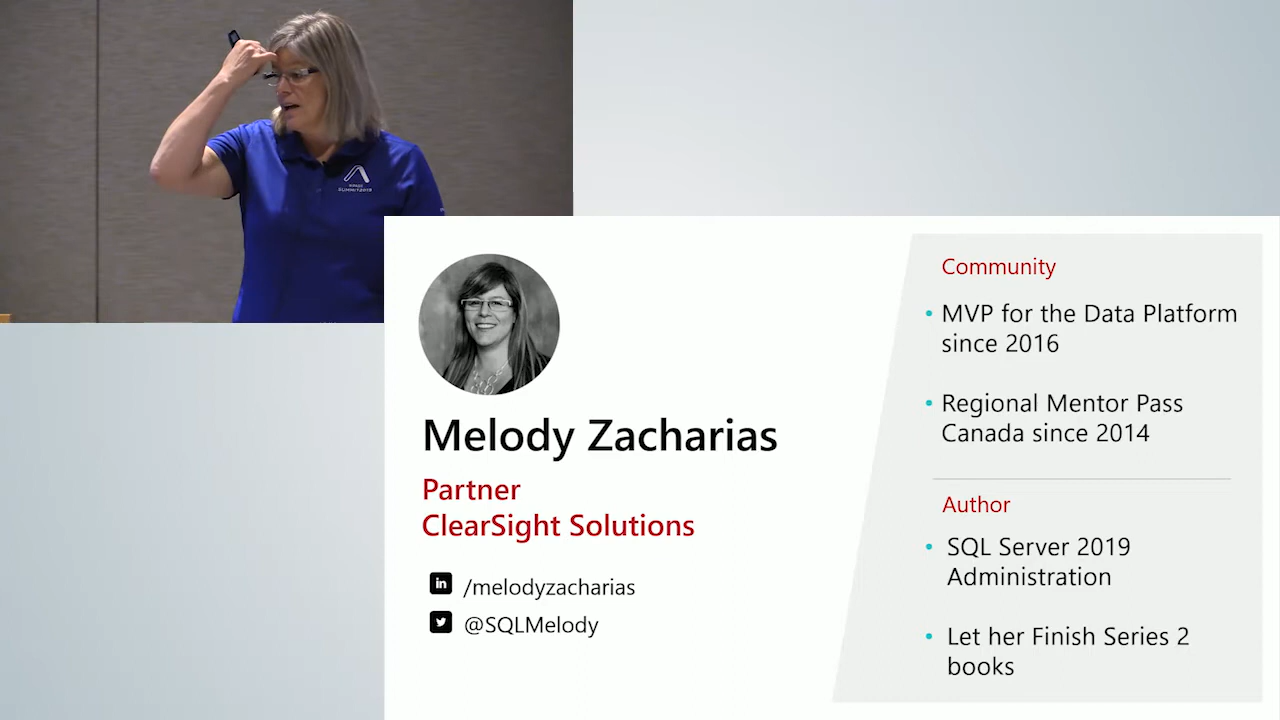 Melody Zacharias
Partner
ClearSight Solutions
in
/melodyzacharias
@SQLMelody
Community
• MVP for the Data Platform
since 2016
• Regional Mentor Pass
Canada since 2014
Author
• SQL Server 2019
Administration
• Let her Finish Series 2
books